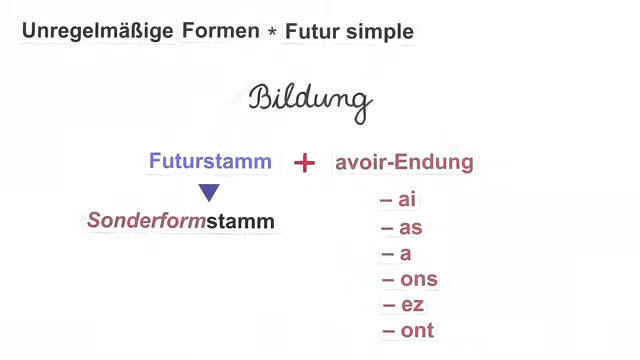 Unregelmäßige Formen * Futur simple
Bildung
Futurstamm + avoir-Endung
Sonderformstamm
– ai
– as
– a
– ons
– ez
– ont